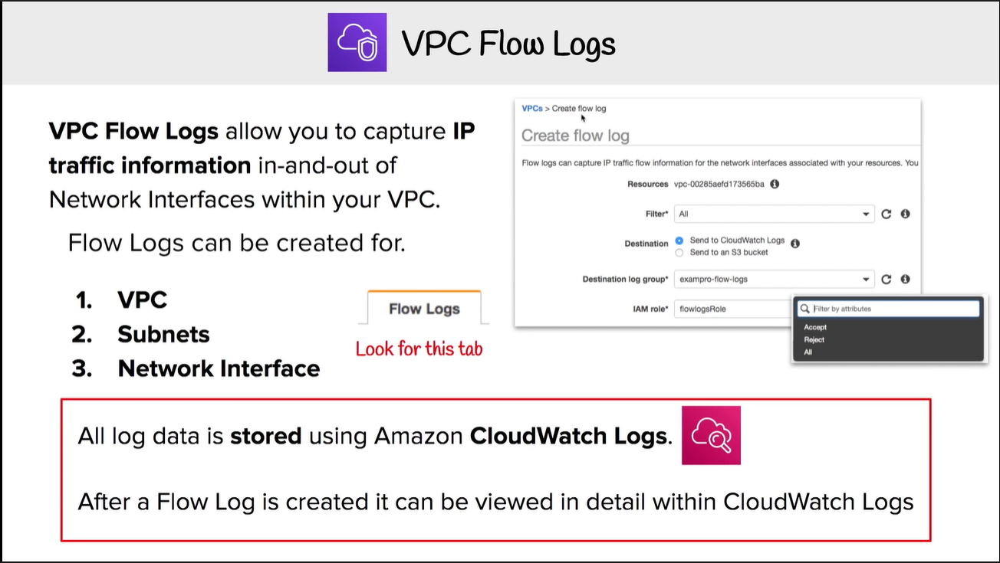 VPC Flow Logs
VPC Flow Logs allow you to capture IP
traffic information in-and-out of
Network Interfaces within your VPC.
Flow Logs can be created for.
1. VPC
2. Subnets
3. Network Interface
Flow Logs
Look for this tab
VPCs > Create flow log
Create flow log
Flow logs can capture IP traffic flow information for the network interfaces associated with your resources. You
Resources vpc-00285aefd173565ba
Filter* All
Destination Send to CloudWatch Logs
Send to an S3 bucket
Destination log group* exampro-flow-logs
IAM role* flowlogsRole
Filter by attributes
Accept
Reject
All
All log data is stored using Amazon CloudWatch Logs.
After a Flow Log is created it can be viewed in detail within CloudWatch Logs